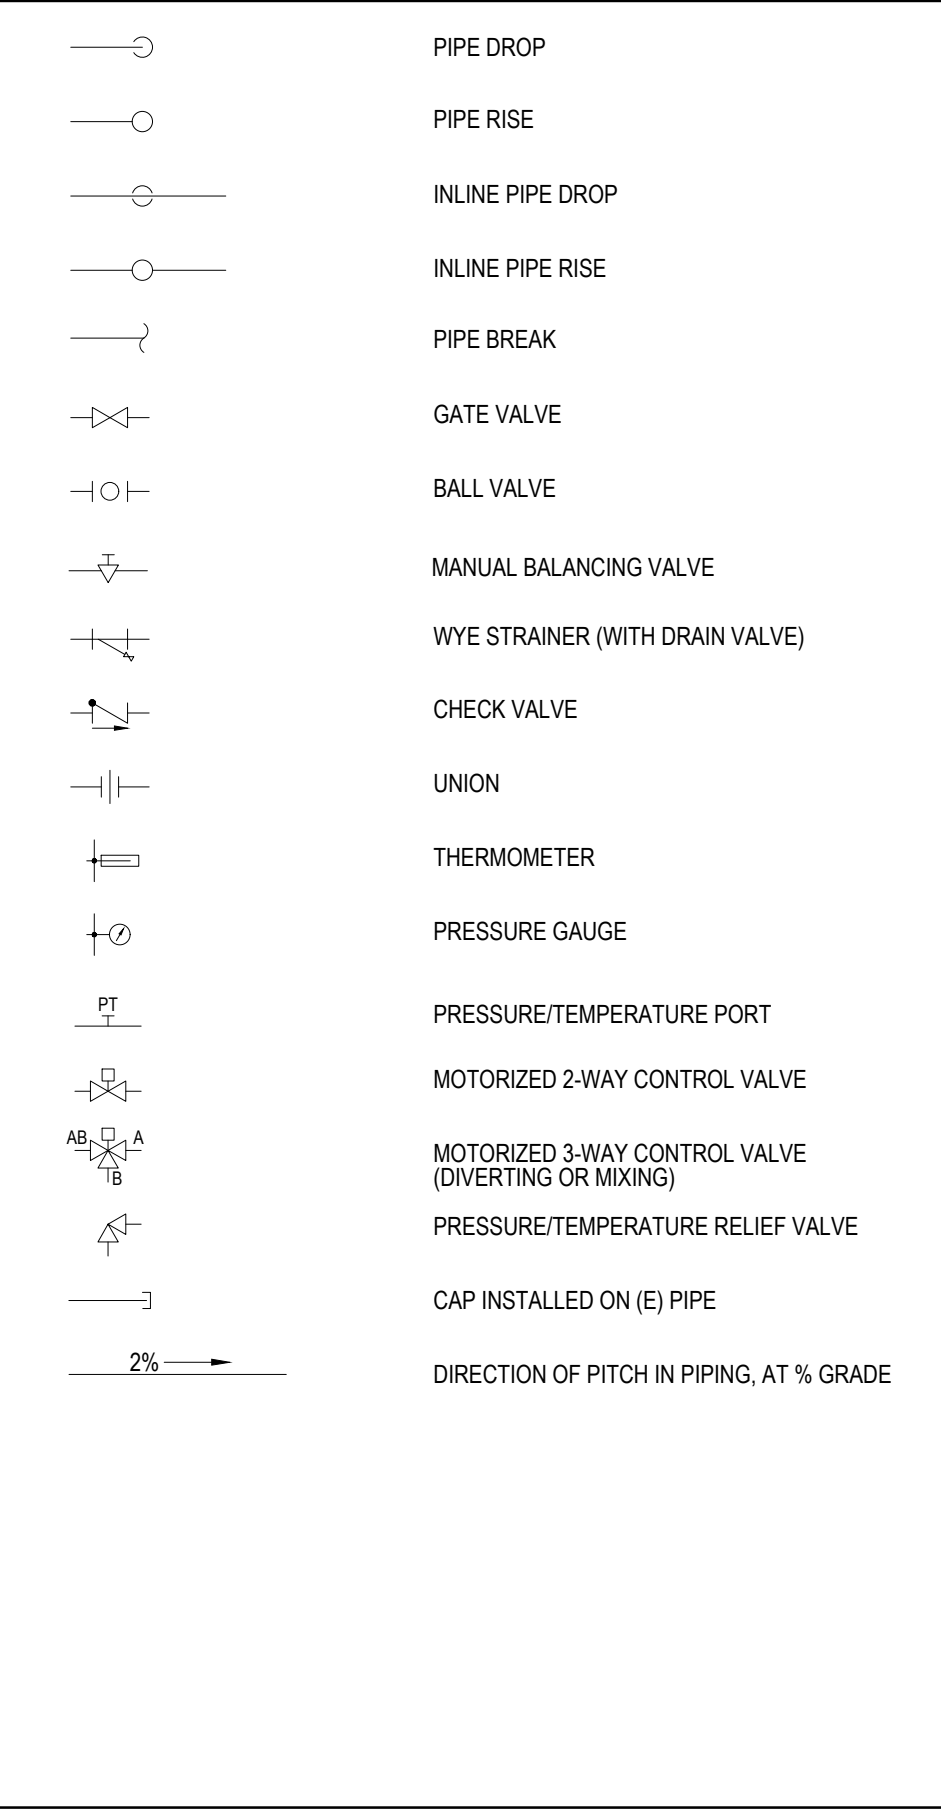 PIPE DROP
PIPE RISE
INLINE PIPE DROP
INLINE PIPE RISE
PIPE BREAK
GATE VALVE
BALL VALVE
MANUAL BALANCING VALVE
WYE STRAINER (WITH DRAIN VALVE)
CHECK VALVE
UNION
THERMOMETER
PRESSURE GAUGE
PT
PRESSURE/TEMPERATURE PORT
MOTORIZED 2-WAY CONTROL VALVE
AB A
B
MOTORIZED 3-WAY CONTROL VALVE
(DIVERTING OR MIXING)
PRESSURE/TEMPERATURE RELIEF VALVE
CAP INSTALLED ON (E) PIPE
2%
DIRECTION OF PITCH IN PIPING, AT % GRADE